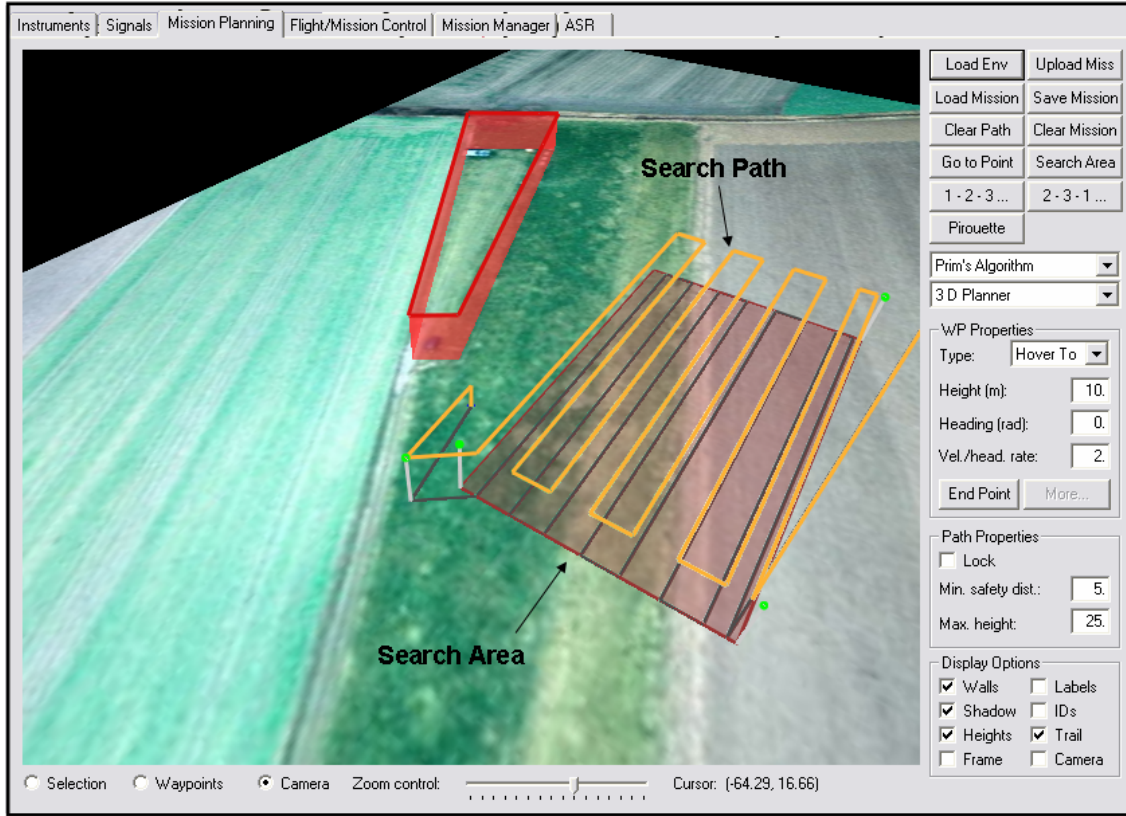 Instruments Signals Mission Planning Flight/Mission Control Mission Manager ASR
Load Env Upload Miss
Load Mission Save Mission
Clear Path Clear Mission
Go to Point Search Area
1 - 2 - 3 ... 2 - 3 - 1 ...
Pirouette
Prim's Algorithm
3 D Planner
Search Path
Search Area
WP Properties
Type: Hover To
Height (m): 10.
Heading (rad): 0.
Vel./head. rate: 2.
End Point More...
Path Properties
Lock
Min. safety dist.: 5.
Max. height: 25.
Display Options
Walls Labels
Shadow IDs
Heights Trail
Frame Camera
Selection Waypoints Camera Zoom control: Cursor: (-64.29, 16.66)